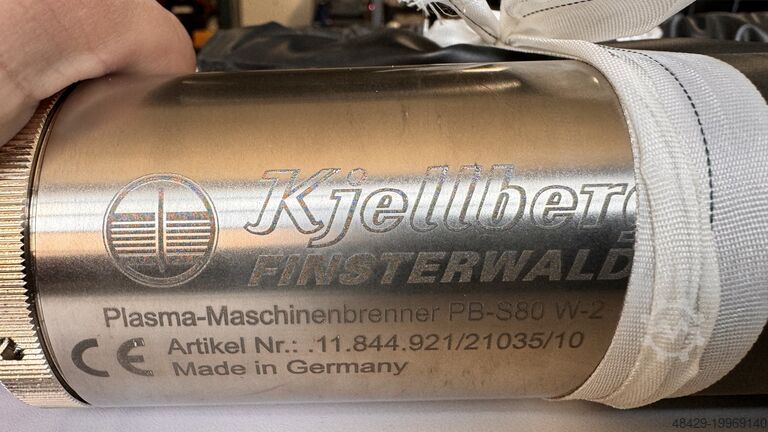 Kjellberg
FINSTERWALD
Plasma-Maschinenbrenner PB-S80 W-2
CE Artikel Nr.: .11.844.921/21035/10
Made in Germany
48429-19969140